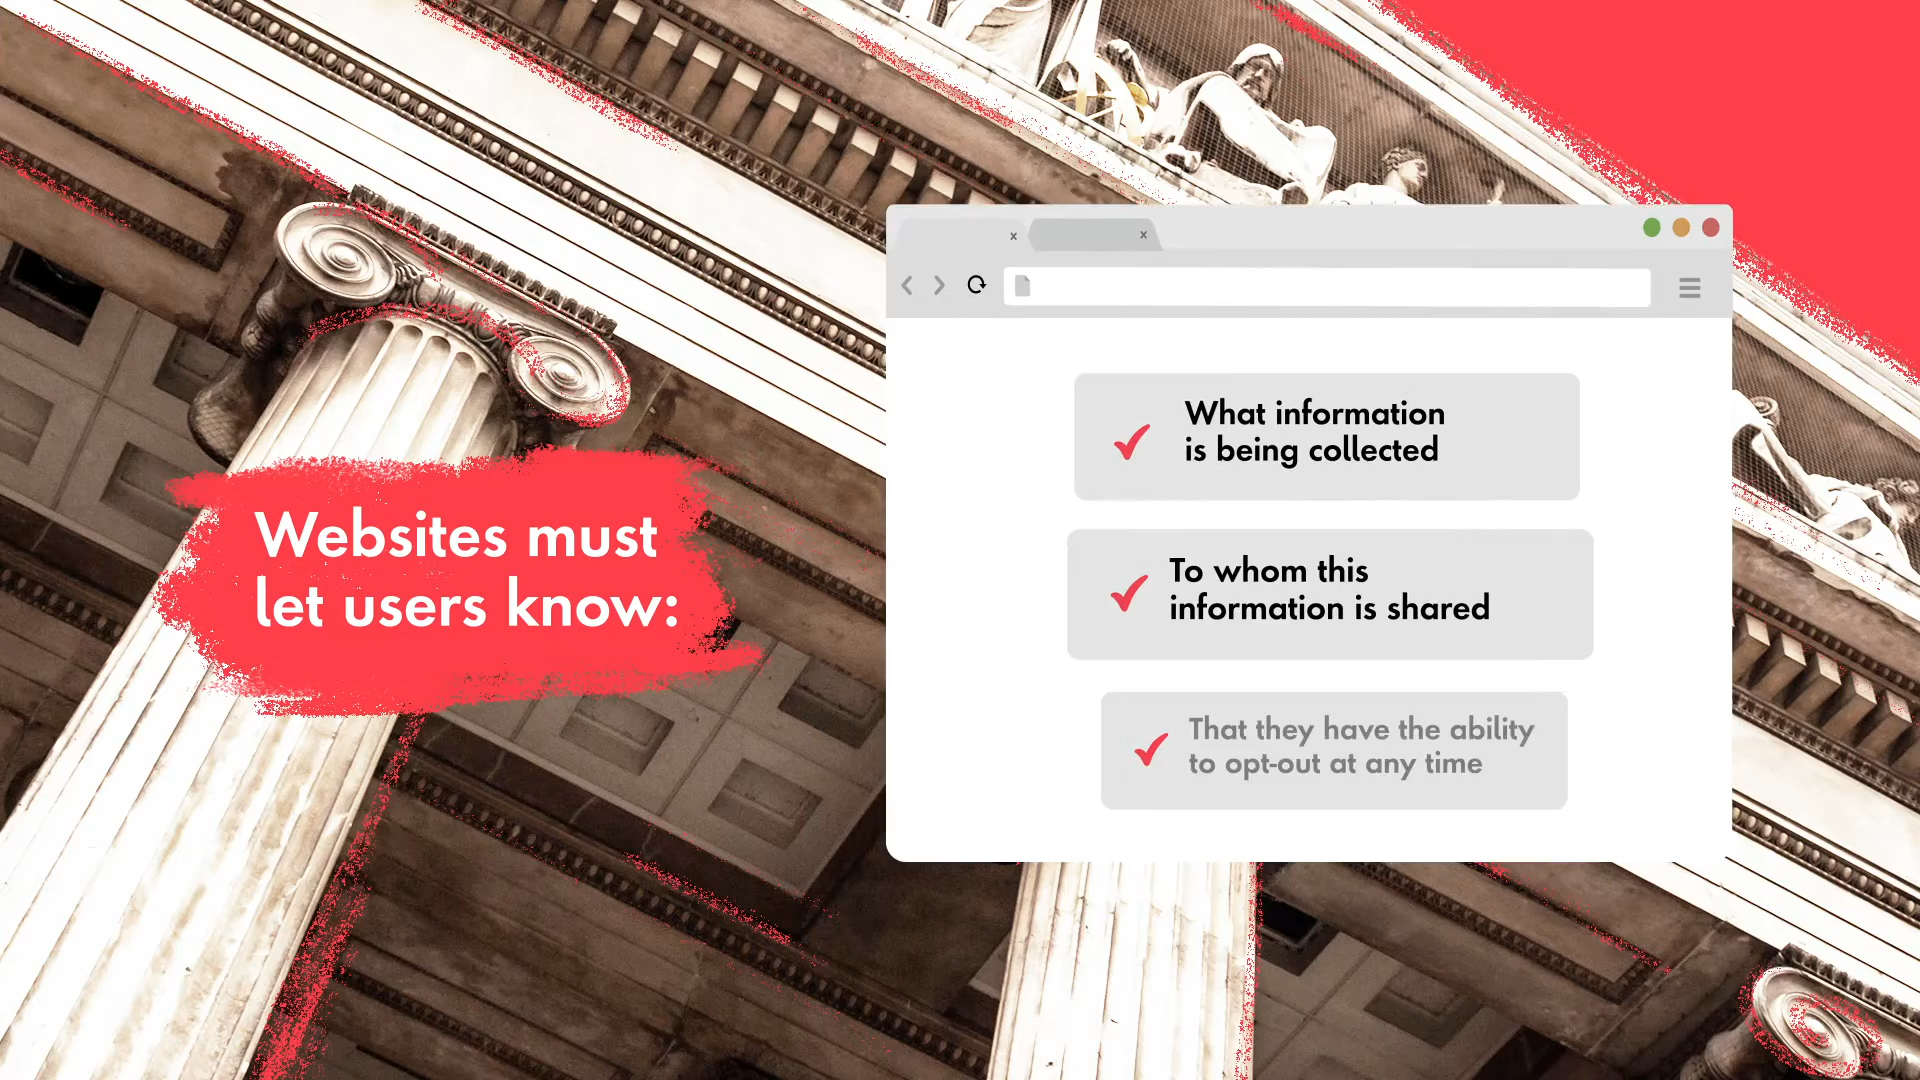 Websites must
let users know:
What information
is being collected
To whom this
information is shared
That they have the ability
to opt-out at any time